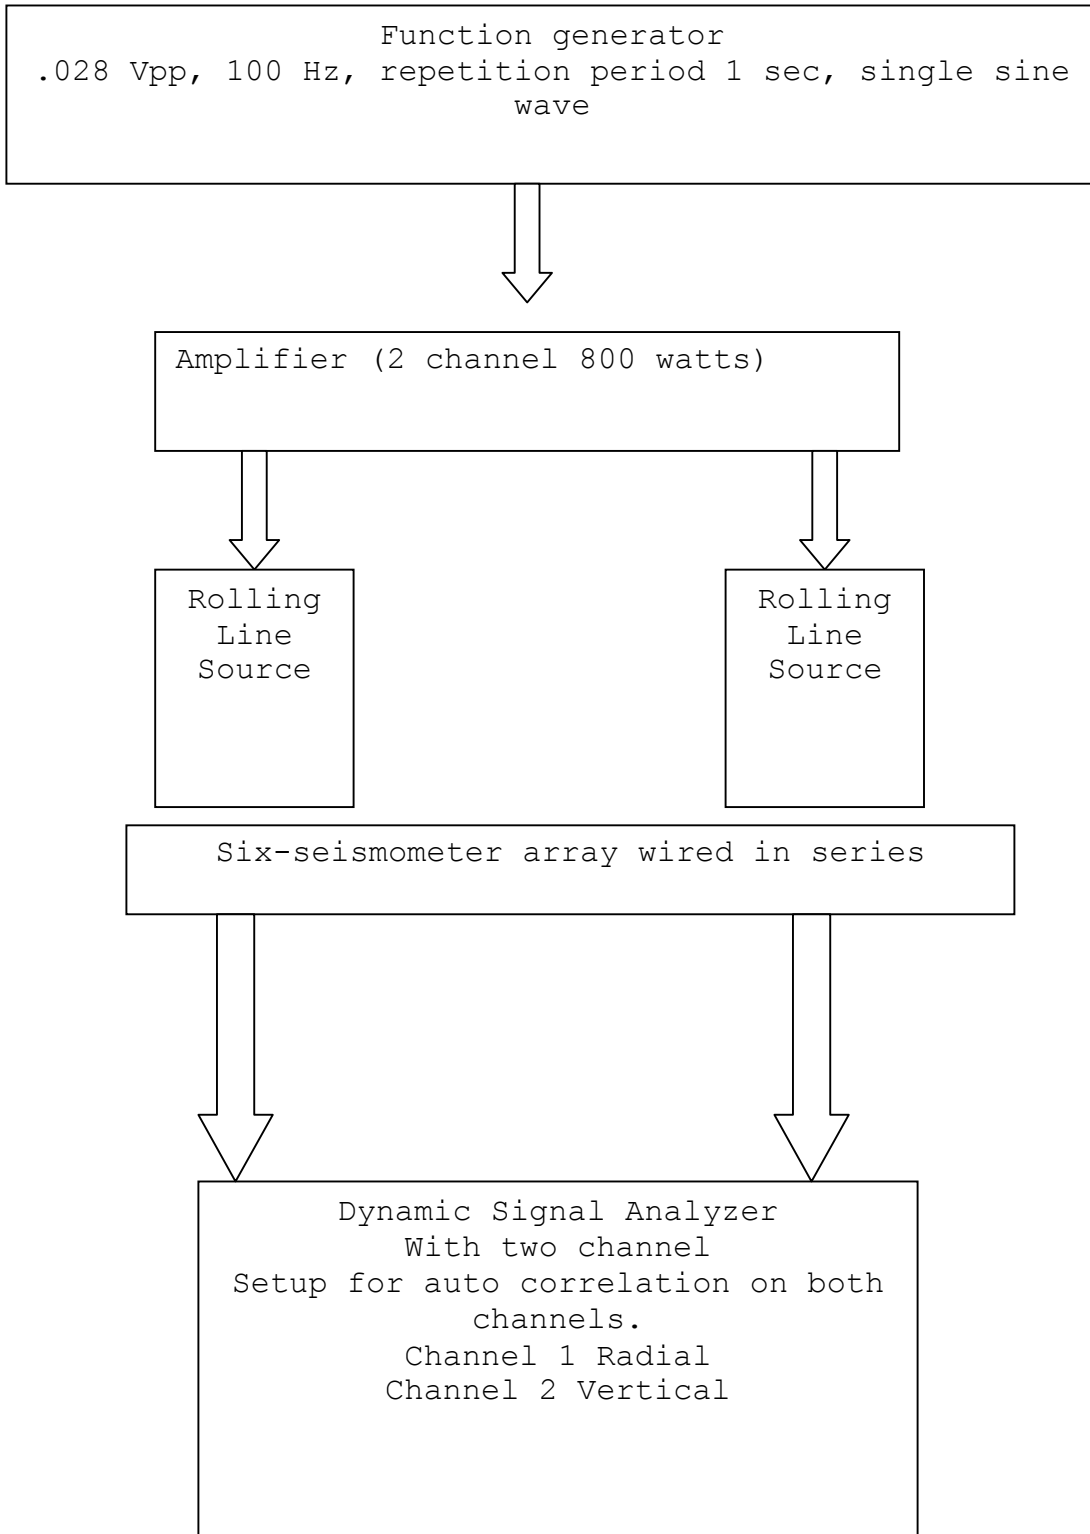 Function generator
.028 Vpp, 100 Hz, repetition period 1 sec, single sine
wave
Amplifier (2 channel 800 watts)
Rolling
Line
Source
Rolling
Line
Source
Six-seismometer array wired in series
Dynamic Signal Analyzer
With two channel
Setup for auto correlation on both
channels.
Channel 1 Radial
Channel 2 Vertical